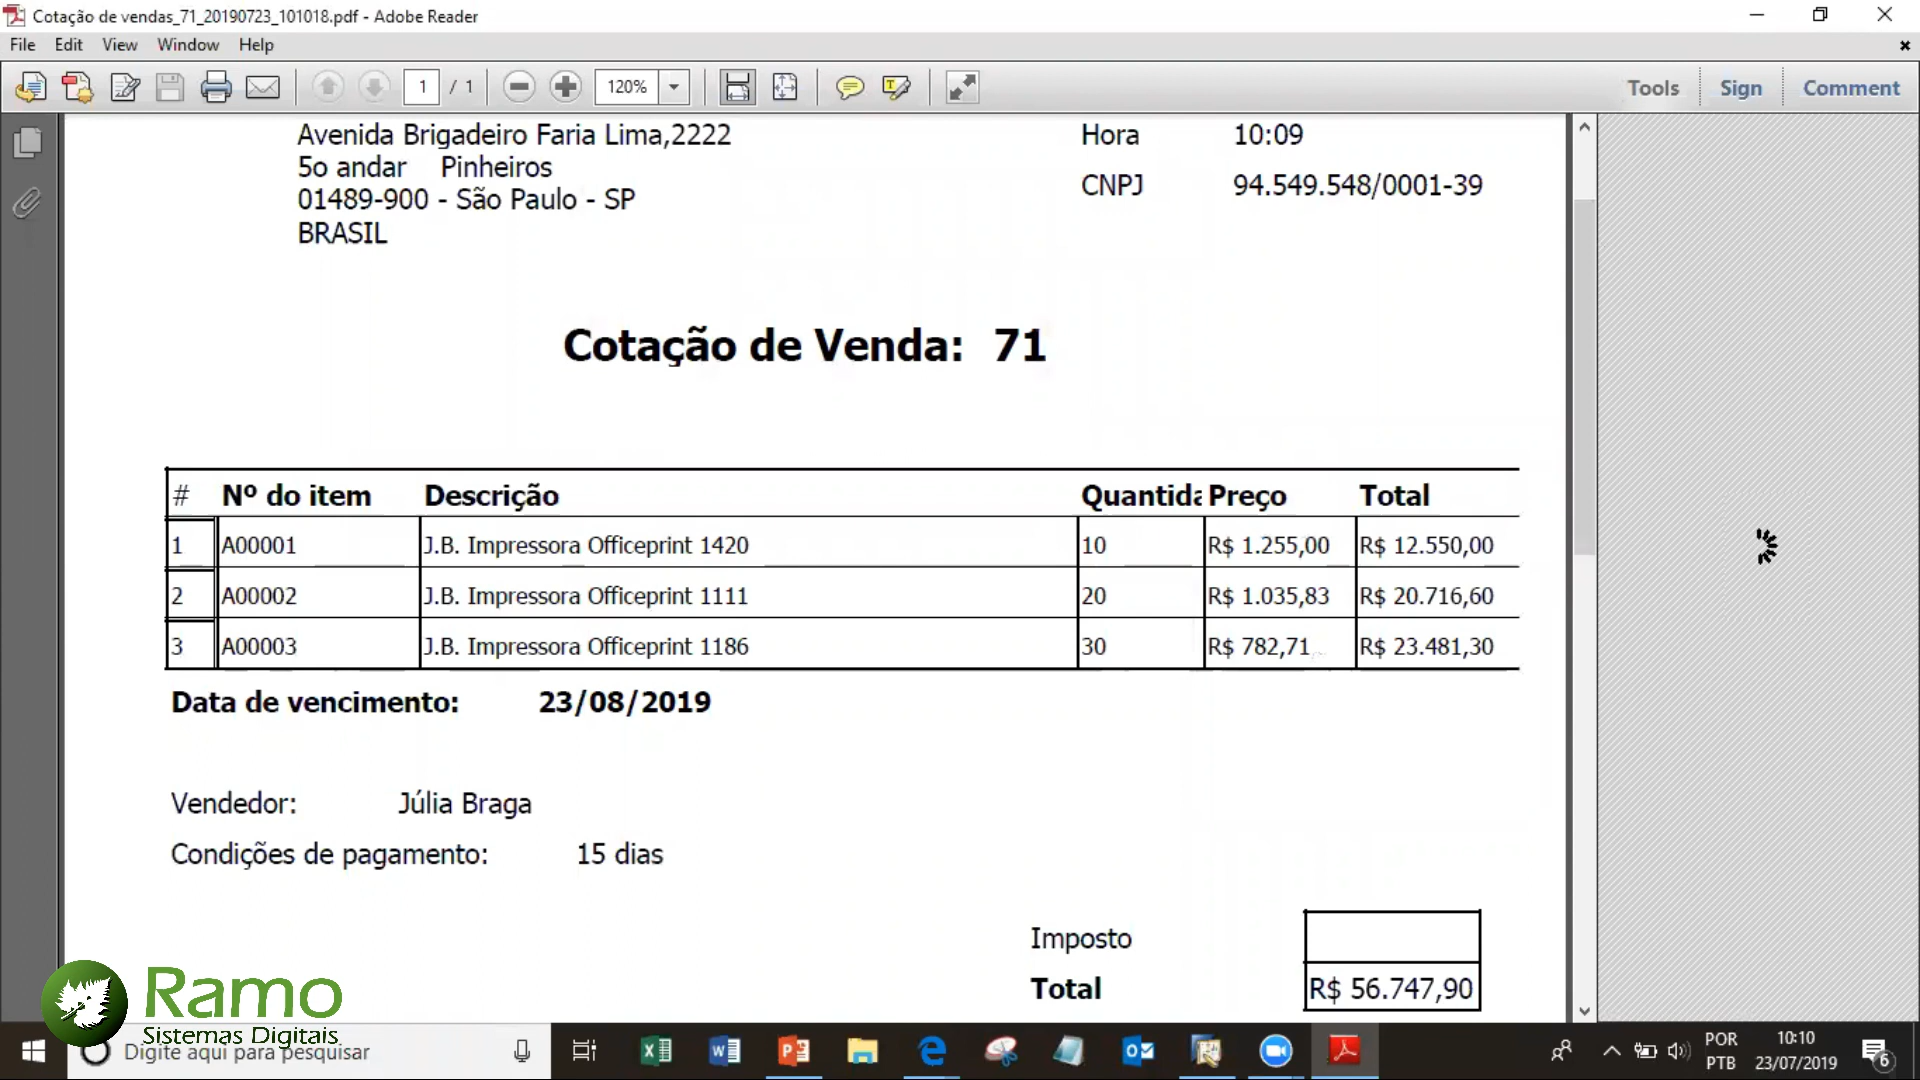 Cotação de vendas_71_20190723_101018.pdf - Adobe Reader
File Edit View Window Help
1 / 1 120% Tools Sign Comment
Avenida Brigadeiro Faria Lima,2222
5o andar Pinheiros
01489-900 - São Paulo - SP
BRASIL
Hora 10:09
CNPJ 94.549.548/0001-39
Cotação de Venda: 71
# Nº do item Descrição Quantida Preço Total
1 A00001 J.B. Impressora Officeprint 1420 10 R$ 1.255,00 R$ 12.550,00
2 A00002 J.B. Impressora Officeprint 1111 20 R$ 1.035,83 R$ 20.716,60
3 A00003 J.B. Impressora Officeprint 1186 30 R$ 782,71 R$ 23.481,30
Data de vencimento: 23/08/2019
Vendedor: Júlia Braga
Condições de pagamento: 15 dias
Imposto
Total R$ 56.747,90
Ramo
Sistemas Digitais
Digite aqui para pesquisar
POR
PTB
10:10
23/07/2019
6